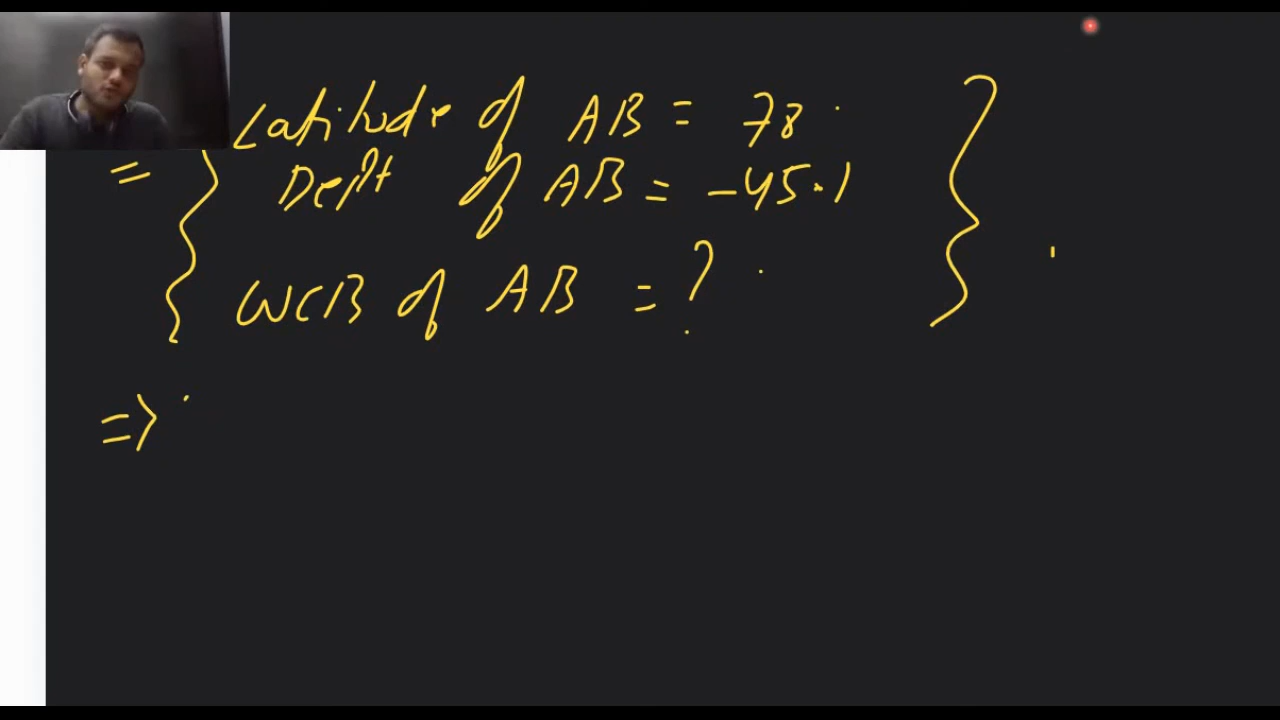 Latitude of AB = 78
= Dept of AB = -45.1
WCB of AB = ?
=>